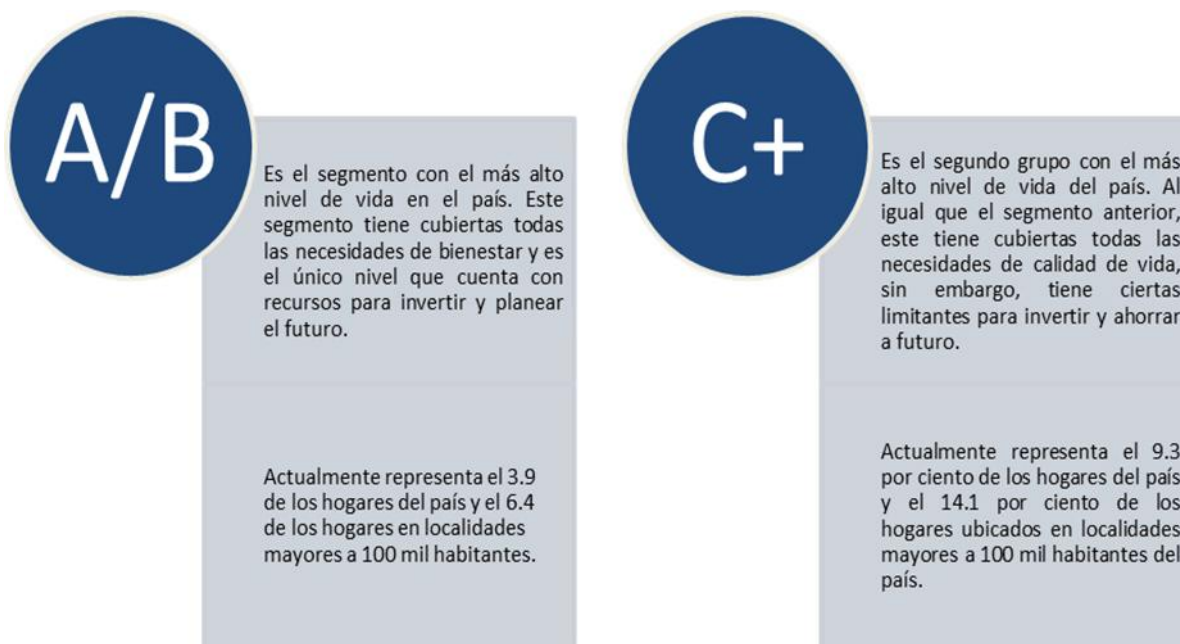 A/B
Es el segmento con el más alto
nivel de vida en el país. Este
segmento tiene cubiertas todas
las necesidades de bienestar y es
el único nivel que cuenta con
recursos para invertir y planear
el futuro.
Actualmente representa el 3.9
de los hogares del país y el 6.4
de los hogares en localidades
mayores a 100 mil habitantes.
C+
Es el segundo grupo con el más
alto nivel de vida del país. Al
igual que el segmento anterior,
este tiene cubiertas todas las
necesidades de calidad de vida,
sin embargo, tiene ciertas
limitantes para invertir y ahorrar
a futuro.
Actualmente representa el 9.3
por ciento de los hogares del país
y el 14.1 por ciento de los
hogares ubicados en localidades
mayores a 100 mil habitantes del
país.